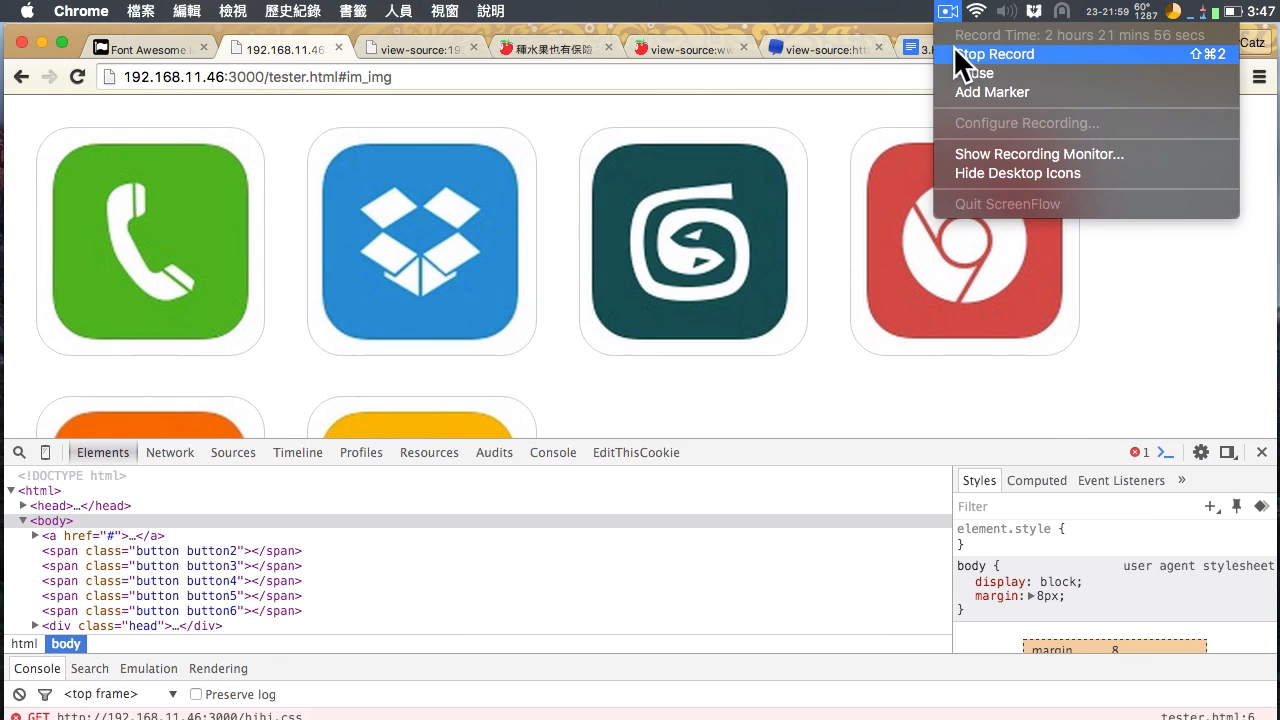 Chrome 檔案 編輯 檢視 歷史紀錄 書籤 人員 視窗 說明 23-21:59 60° 1287 3:47
Font Awesome
192.168.11.46
view-source:19
種水果也有保險
view-source:ww
view-source:htt
Catz
192.168.11.46:3000/tester.html#im_img
Record Time: 2 hours 21 mins 56 secs
Stop Record ⇧⌘2
Add Marker
Configure Recording...
Show Recording Monitor...
Hide Desktop Icons
Quit ScreenFlow
Elements Network Sources Timeline Profiles Resources Audits Console EditThisCookie 1
<!DOCTYPE html>
<html>
<head>…</head>
<body>
<a href="#">…</a>
<span class="button button2"></span>
<span class="button button3"></span>
<span class="button button4"></span>
<span class="button button5"></span>
<span class="button button6"></span>
<div class="head">…</div>
html body
Styles Computed Event Listeners »
Filter
element.style {
}
body { user agent stylesheet
display: block;
margin: 8px;
}
margin 8
Console Search Emulation Rendering
<top frame> Preserve log
GET http://192.168.11.46:3000/hihi.css tester.html:6